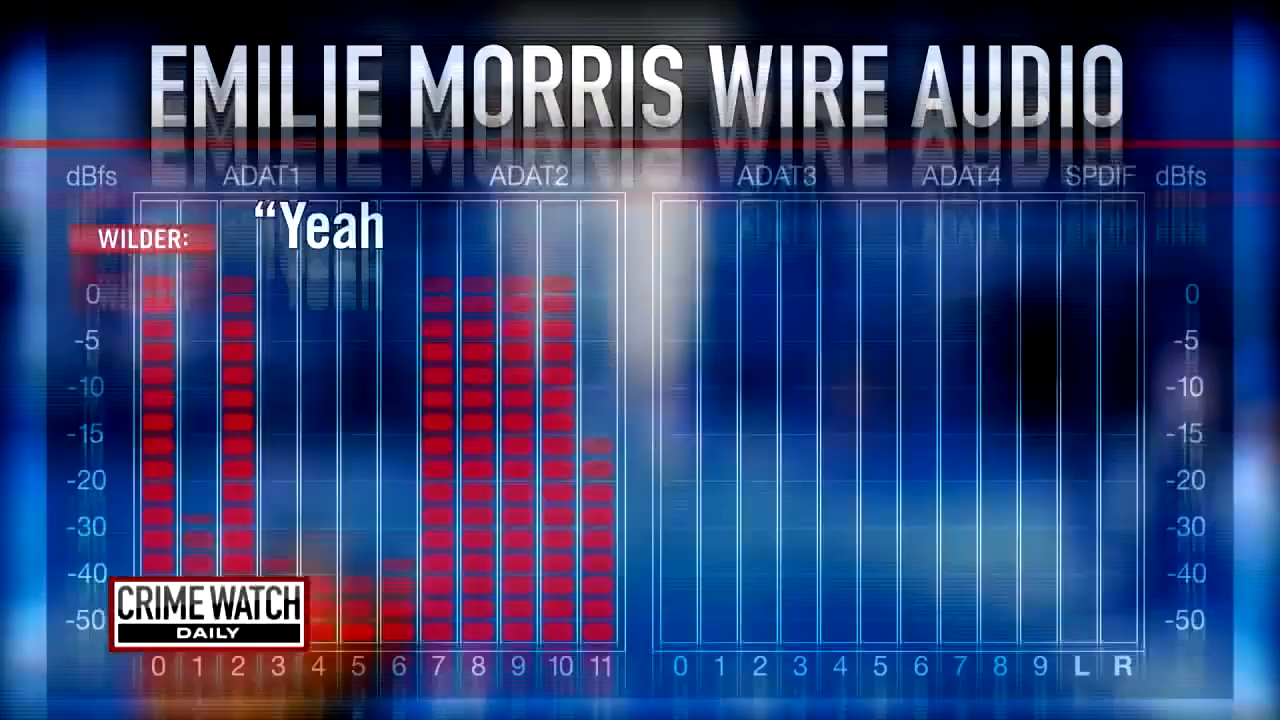 EMILIE MORRIS WIRE AUDIO
dBfs ADAT1 ADAT2 ADAT3 ADAT4 SPDIF dBfs
WILDER: “Yeah
0 0
-5 -5
-10 -10
-15 -15
-20 -20
-30 -30
-40 -40
-50 -50
CRIME WATCH
DAILY
0 1 2 3 4 5 6 7 8 9 10 11 0 1 2 3 4 5 6 7 8 9 L R